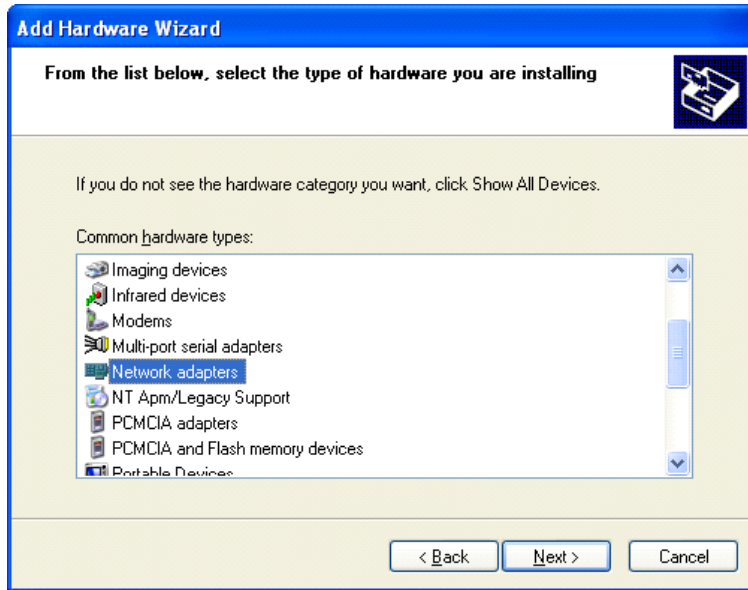 Add Hardware Wizard
From the list below, select the type of hardware you are installing
If you do not see the hardware category you want, click Show All Devices.
Common hardware types:
Imaging devices
Infrared devices
Modems
Multi-port serial adapters
Network adapters
NT Apm/Legacy Support
PCMCIA adapters
PCMCIA and Flash memory devices
Portable Devices
< Back
Next >
Cancel